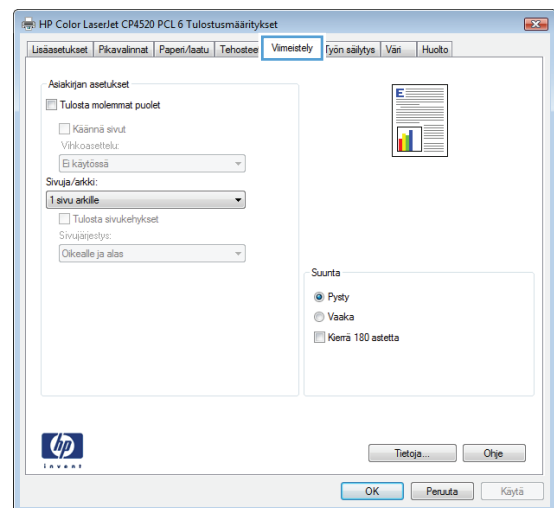 HP Color LaserJet CP4520 PCL 6 Tulostusmääritykset
Lisäasetukset Pikavalinnat Paperi/laatu Tehosteet Viimeistely Työn säilytys Väri Huolto
Asiakirjan asetukset
Tulosta molemmat puolet
Käännä sivut
Vihkoasettelu:
Ei käytössä
Sivuja/arkki:
1 sivu arkille
Tulosta sivukehykset
Sivujärjestys:
Oikealle ja alas
E
Suunta
Pysty
Vaaka
Kierrä 180 astetta
hp
invent
Tietoja... Ohje
OK Peruuta Käytä